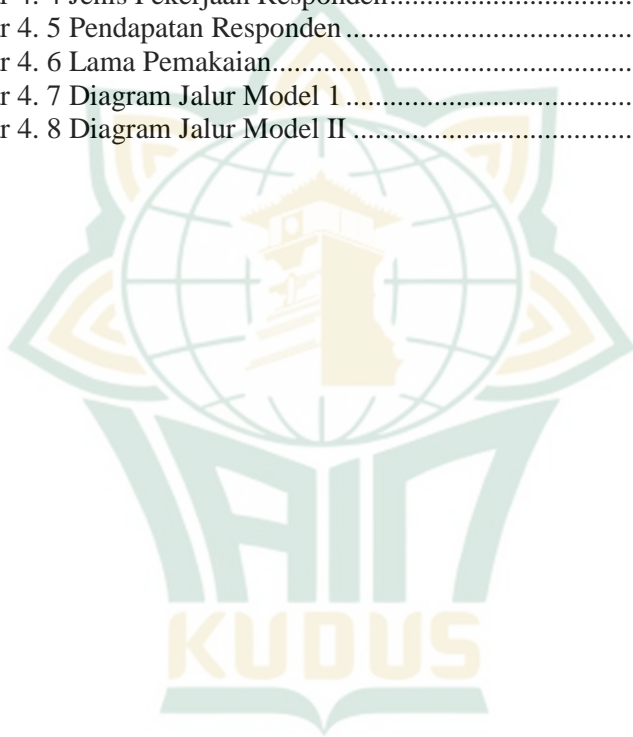 r 4. 4 Jenis Pekerjaan Responden........................................
r 4. 5 Pendapatan Responden................................................
r 4. 6 Lama Pemakaian...........................................................
r 4. 7 Diagram Jalur Model 1................................................
r 4. 8 Diagram Jalur Model II...............................................
IAIN
KUDUS